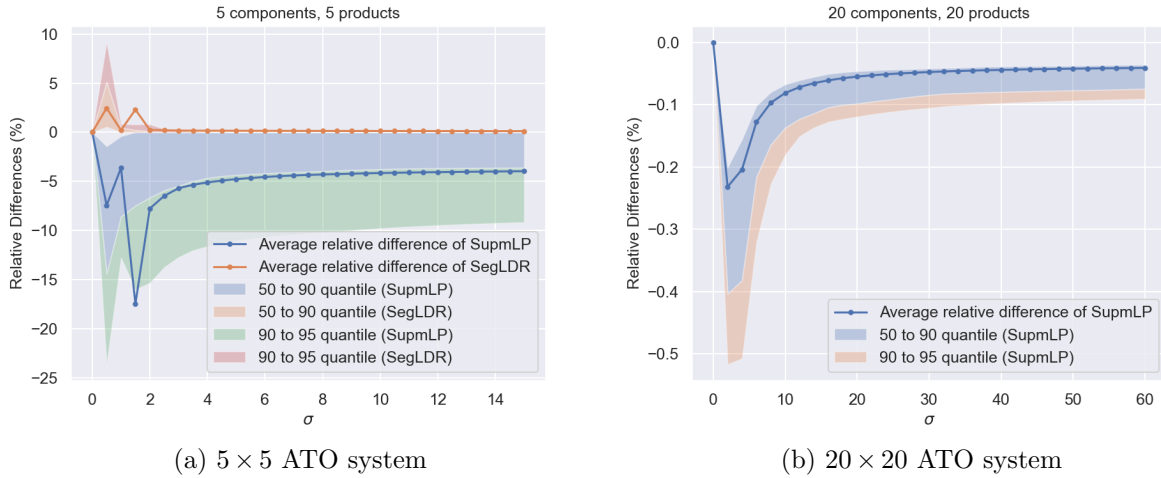 5 components, 5 products
10
5
0
−5
−10
−15
−20
−25
Relative Differences (%)
Average relative difference of SupmLP
Average relative difference of SegLDR
50 to 90 quantile (SupmLP)
50 to 90 quantile (SegLDR)
90 to 95 quantile (SupmLP)
90 to 95 quantile (SegLDR)
0 2 4 6 8 10 12 14
σ
(a) 5 × 5 ATO system
20 components, 20 products
0.0
−0.1
−0.2
−0.3
−0.4
−0.5
Relative Differences (%)
Average relative difference of SupmLP
50 to 90 quantile (SupmLP)
90 to 95 quantile (SupmLP)
0 10 20 30 40 50 60
σ
(b) 20 × 20 ATO system